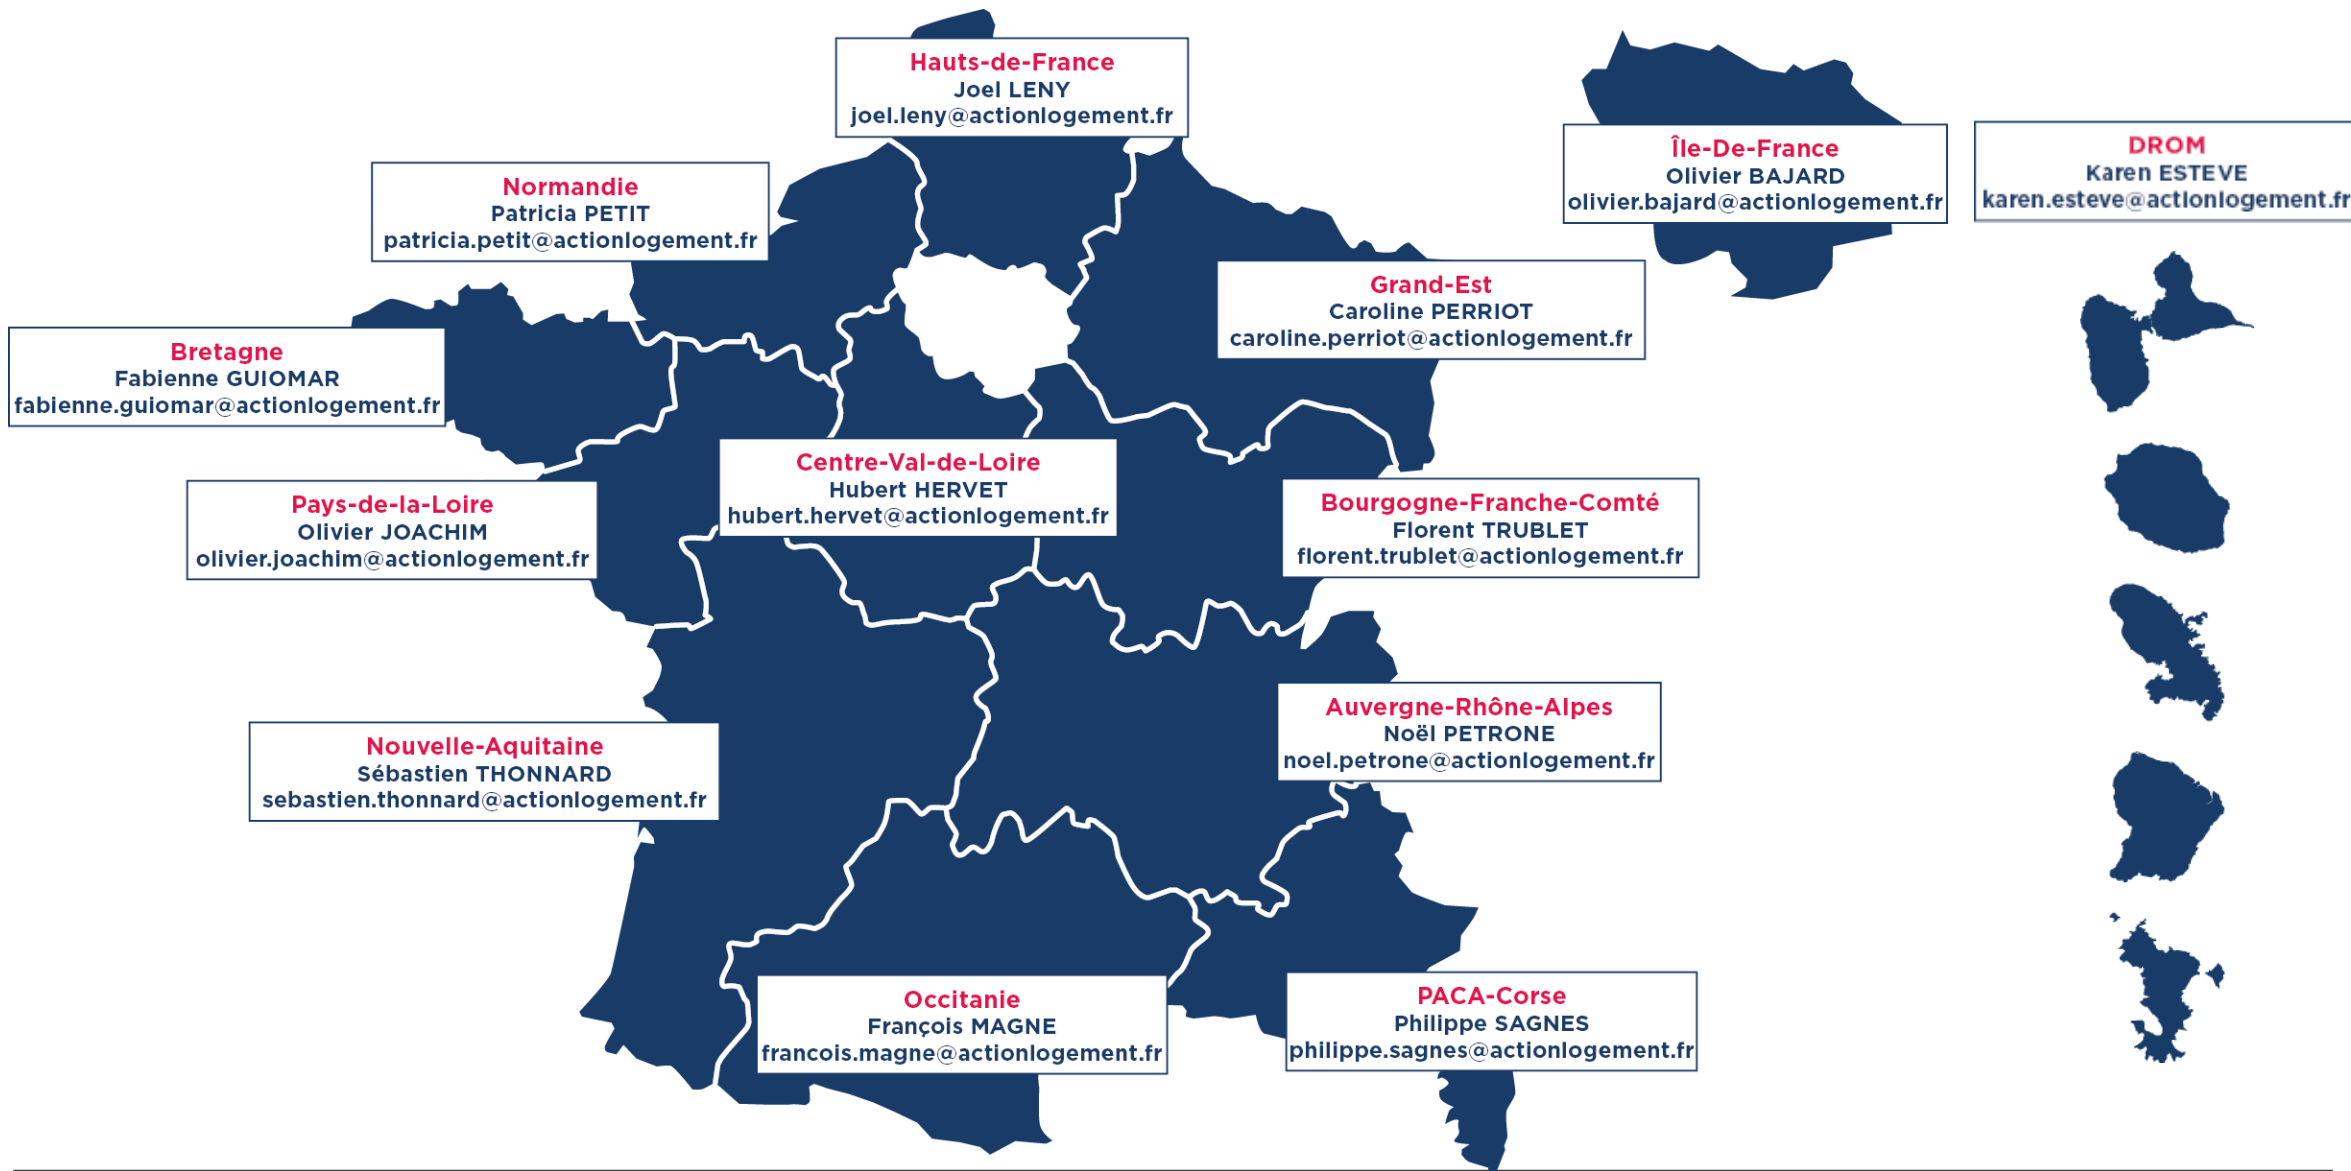 Hauts-de-France
Joel LENY
joel.leny@actionlogement.fr
Île-De-France
Olivier BAJARD
olivier.bajard@actionlogement.fr
DROM
Karen ESTEVE
karen.esteve@actionlogement.fr
Normandie
Patricia PETIT
patricia.petit@actionlogement.fr
Grand-Est
Caroline PERRIOT
caroline.perriot@actionlogement.fr
Bretagne
Fabienne GUIOMAR
fabienne.guiomar@actionlogement.fr
Centre-Val-de-Loire
Hubert HERVET
hubert.hervet@actionlogement.fr
Pays-de-la-Loire
Olivier JOACHIM
olivier.joachim@actionlogement.fr
Bourgogne-Franche-Comté
Florent TRUBLET
florent.trublet@actionlogement.fr
Auvergne-Rhône-Alpes
Noël PETRONE
noel.petrone@actionlogement.fr
Nouvelle-Aquitaine
Sébastien THONNARD
sebastien.thonnard@actionlogement.fr
Occitanie
François MAGNE
francois.magne@actionlogement.fr
PACA-Corse
Philippe SAGNES
philippe.sagnes@actionlogement.fr